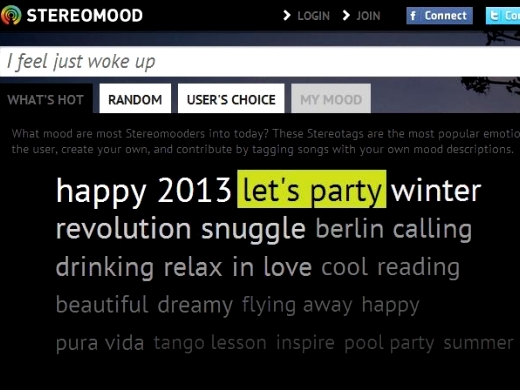 STEREOMOOD
LOGIN JOIN Connect
I feel just woke up
WHAT'S HOT RANDOM USER'S CHOICE MY MOOD
What mood are most Stereomooders into today? These Stereotags are the most popular
the user, create your own, and contribute by tagging songs with your own mood descriptions.
happy 2013 let's party winter
revolution snuggle berlin calling
drinking relax in love cool reading
beautiful dreamy flying away happy
pura vida tango lesson inspire pool party summer